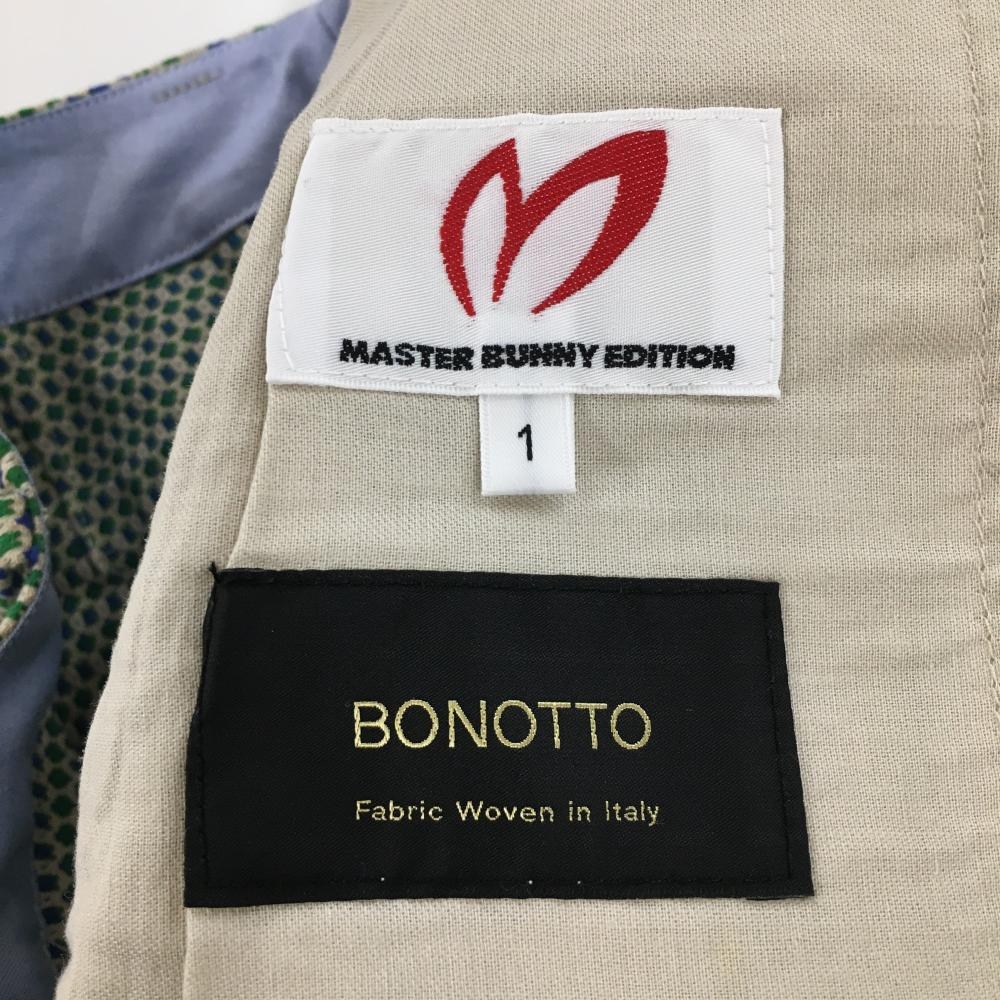 MASTER BUNNY EDITION
1
BONOTTO
Fabric Woven in Italy